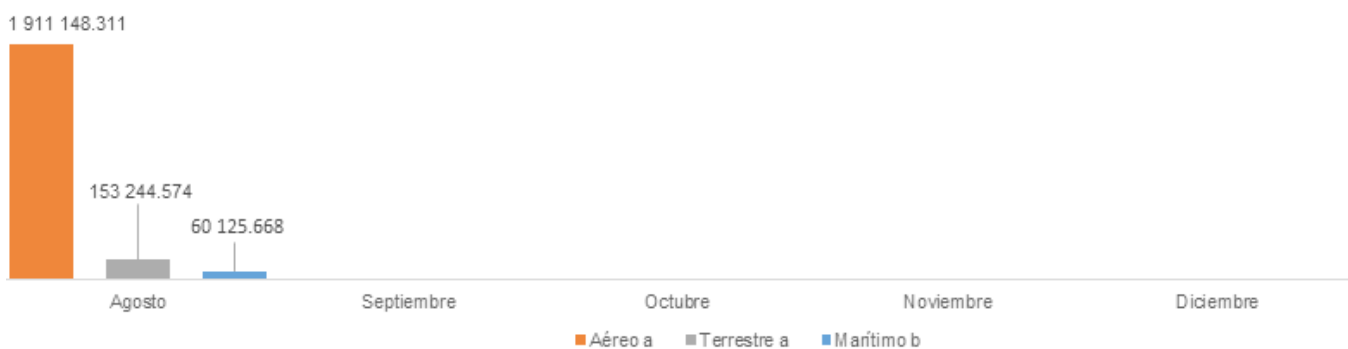 1 911 148.311
153 244.574
60 125.668
Agosto Septiembre Octubre Noviembre Diciembre
Aéreo a Terrestre a Marítimo b